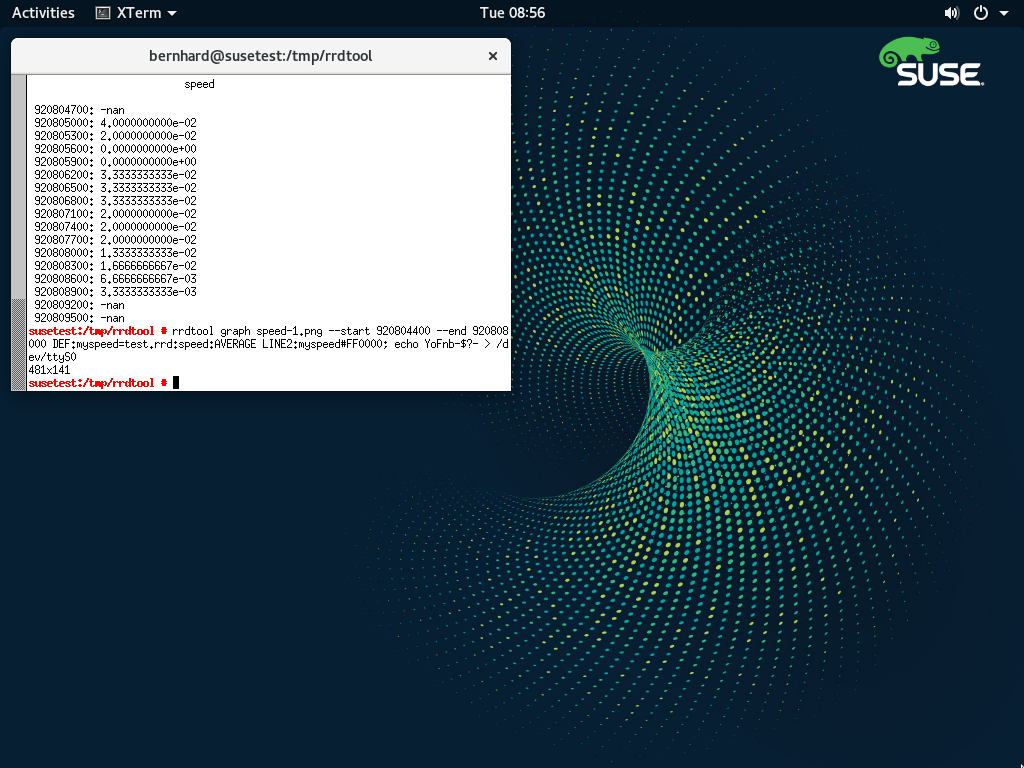 Activities XTerm Tue 08:56
SUSE
bernhard@susetest:/tmp/rrdtool
speed
920804700: -nan
920805000: 4.0000000000e-02
920805300: 2.0000000000e-02
920805600: 0.0000000000e+00
920805900: 0.0000000000e+00
920806200: 3.3333333333e-02
920806500: 3.3333333333e-02
920806800: 3.3333333333e-02
920807100: 2.0000000000e-02
920807400: 2.0000000000e-02
920807700: 2.0000000000e-02
920808000: 1.3333333333e-02
920808300: 1.6666666667e-02
920808600: 6.6666666667e-03
920808900: 3.3333333333e-03
920809200: -nan
920809500: -nan
susetest:/tmp/rrdtool # rrdtool graph speed-1.png --start 920804400 --end 920808
000 DEF:myspeed=test.rrd:speed:AVERAGE LINE2:myspeed#FF0000; echo YoFnb-$?- > /d
ev/ttyS0
481x141
susetest:/tmp/rrdtool #